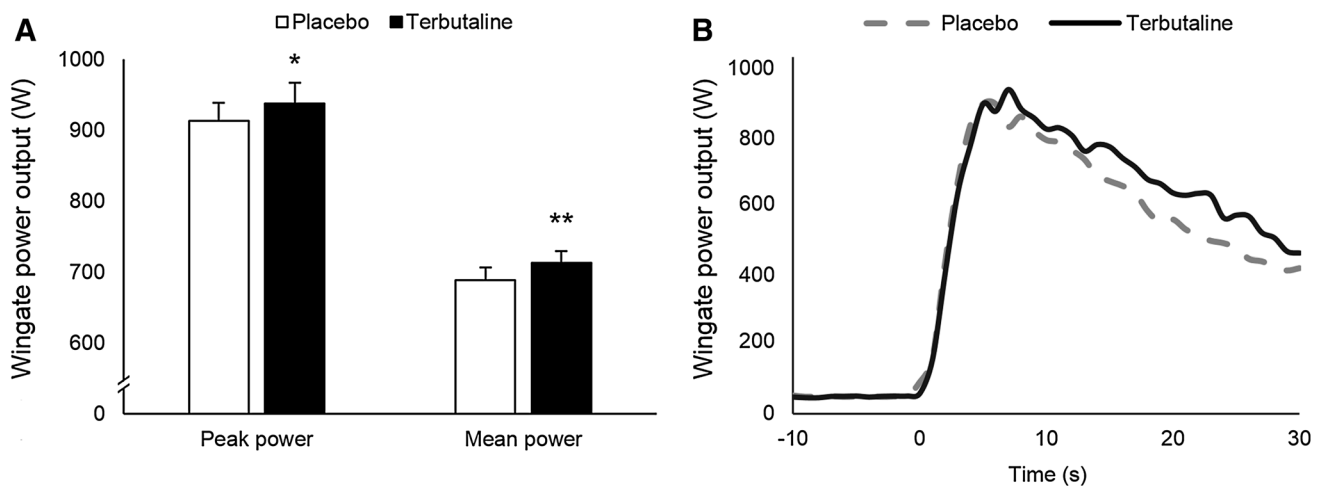 A
Placebo Terbutaline
Wingate power output (W)
1000
900
800
700
600
0
*
**
Peak power Mean power
B
Placebo Terbutaline
Wingate power output (W)
1000
800
600
400
200
0
-10 0 10 20 30
Time (s)